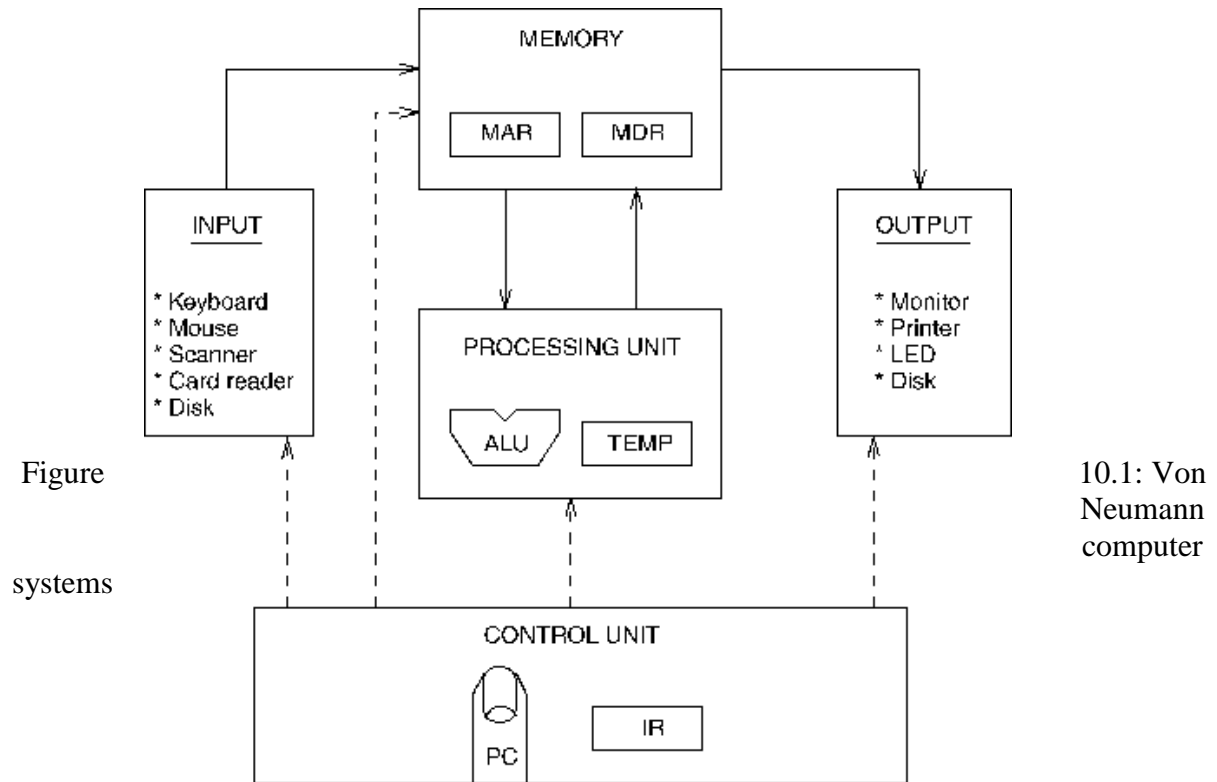 MEMORY
MAR
MDR
INPUT
* Keyboard
* Mouse
* Scanner
* Card reader
* Disk
OUTPUT
* Monitor
* Printer
* LED
* Disk
PROCESSING UNIT
ALU
TEMP
Figure 10.1: Von
Neumann
computer
systems
CONTROL UNIT
PC
IR